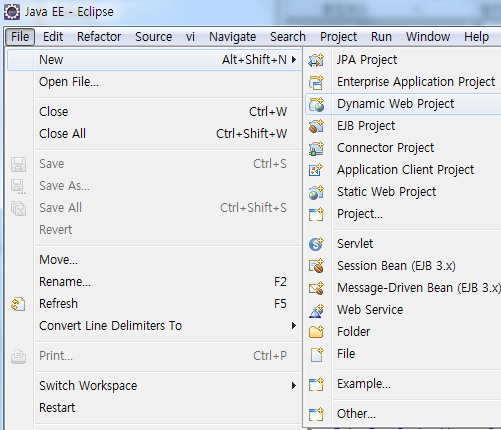 Java EE - Eclipse
File Edit Refactor Source vi Navigate Search Project Run Window Help
New Alt+Shift+N
Open File...
Close Ctrl+W
Close All Ctrl+Shift+W
Save Ctrl+S
Save As...
Save All Ctrl+Shift+S
Revert
Move...
Rename... F2
Refresh F5
Convert Line Delimiters To
Print... Ctrl+P
Switch Workspace
Restart
JPA Project
Enterprise Application Project
Dynamic Web Project
EJB Project
Connector Project
Application Client Project
Static Web Project
Project...
Servlet
Session Bean (EJB 3.x)
Message-Driven Bean (EJB 3.x)
Web Service
Folder
File
Example...
Other...